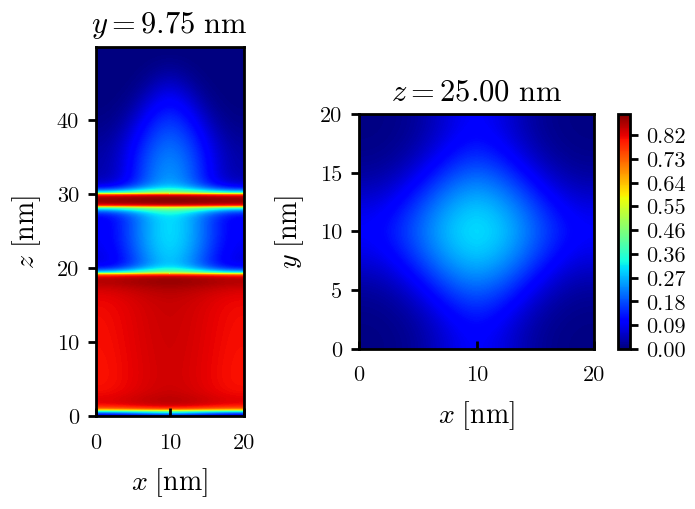 y = 9.75 nm
40
30
20
10
0
z [nm]
0 10 20
x [nm]
z = 25.00 nm
20
15
10
5
0
y [nm]
0 10 20
x [nm]
0.82
0.73
0.64
0.55
0.46
0.36
0.27
0.18
0.09
0.00